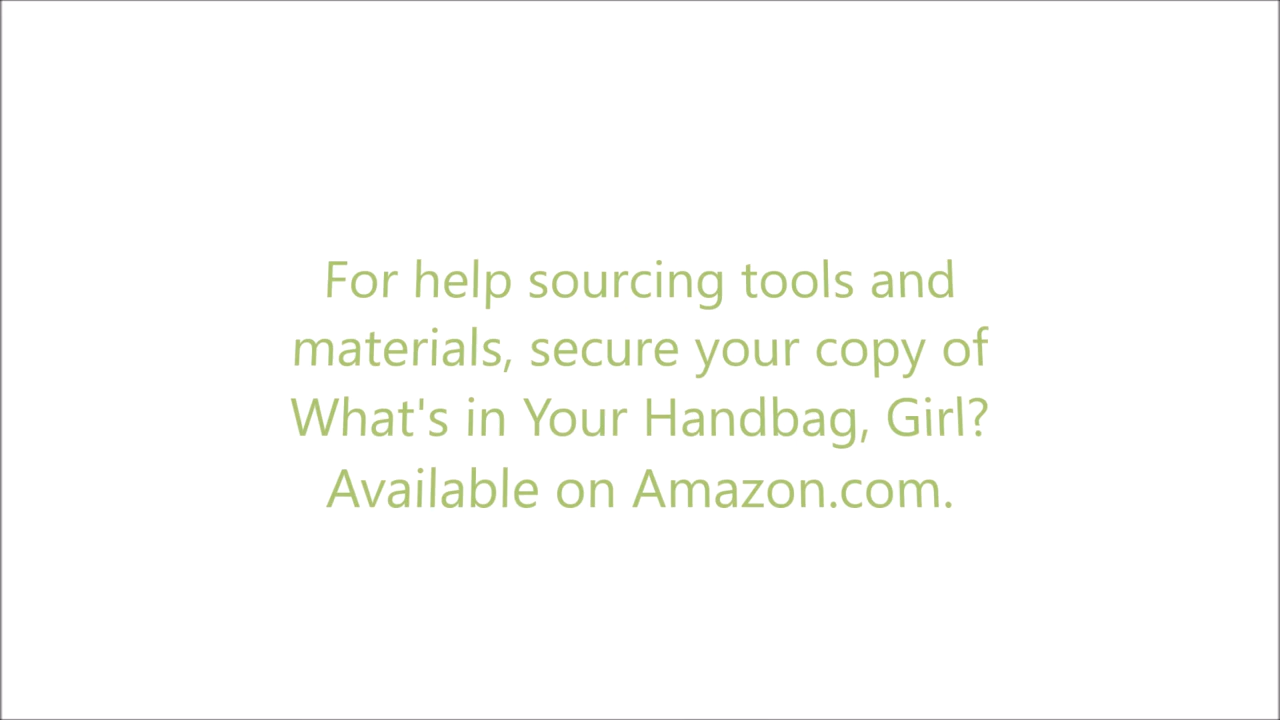 For help sourcing tools and
materials, secure your copy of
What's in Your Handbag, Girl?
Available on Amazon.com.